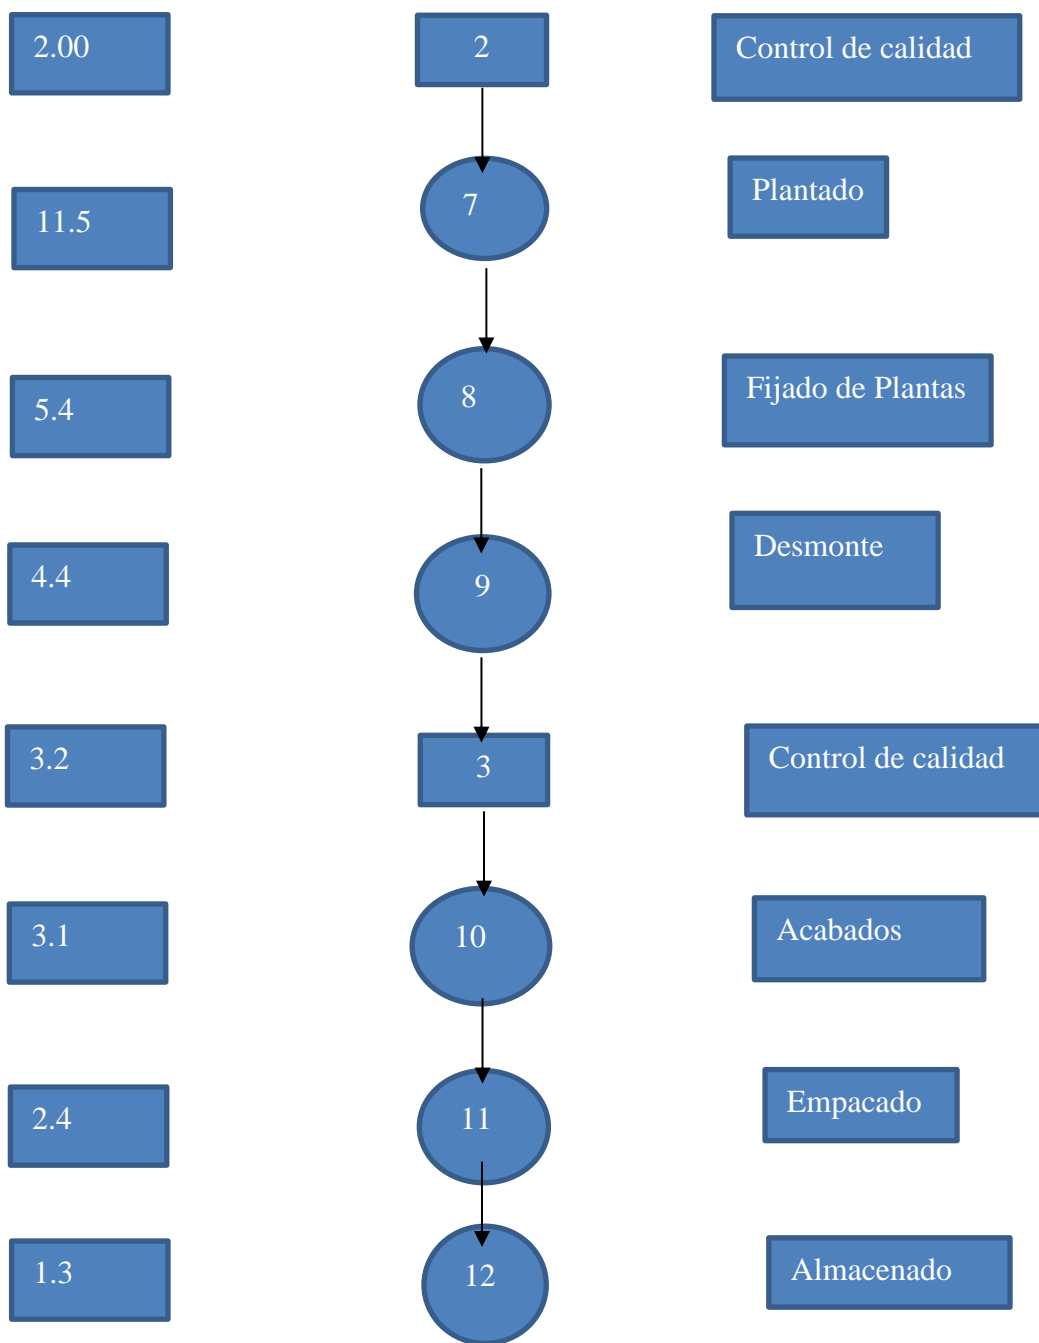 2.00
2
Control de calidad
11.5
7
Plantado
5.4
8
Fijado de Plantas
4.4
9
Desmonte
3.2
3
Control de calidad
3.1
10
Acabados
2.4
11
Empacado
1.3
12
Almacenado